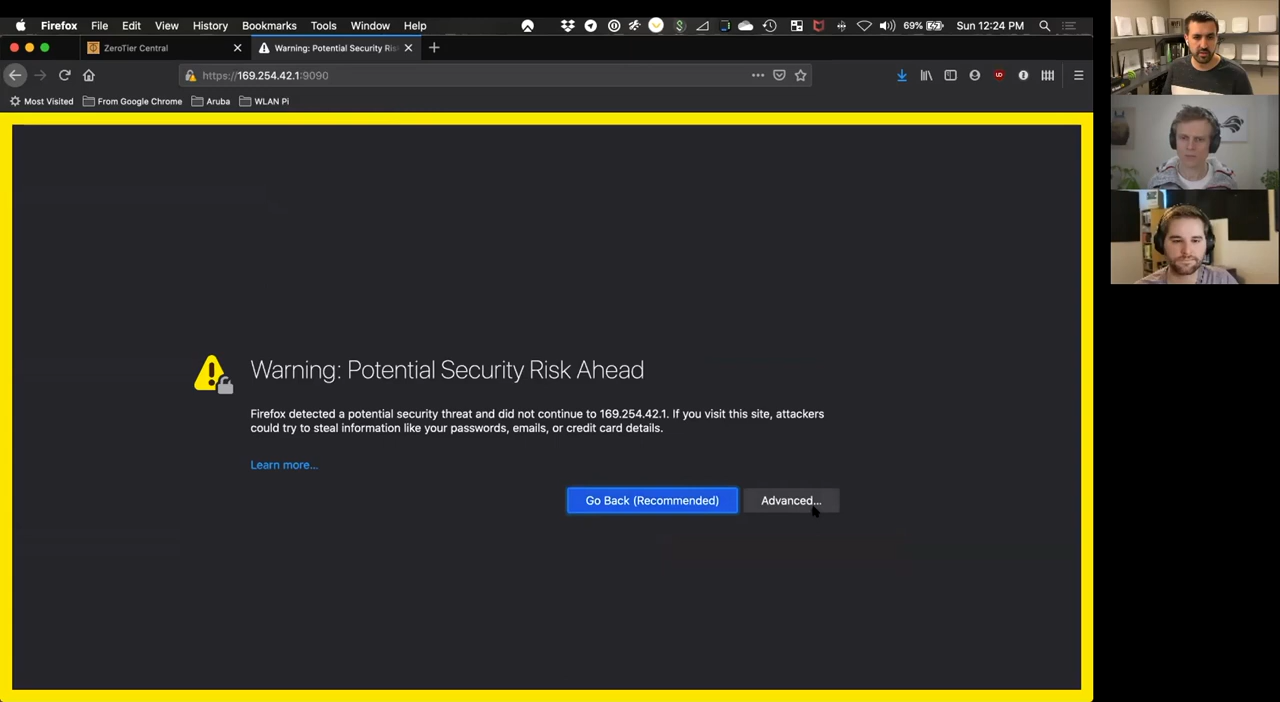 Firefox File Edit View History Bookmarks Tools Window Help 69% Sun 12:24 PM
ZeroTier Central Warning: Potential Security Ris
https://169.254.42.1:9090
Most Visited From Google Chrome Aruba WLAN Pi
Warning: Potential Security Risk Ahead
Firefox detected a potential security threat and did not continue to 169.254.42.1. If you visit this site, attackers
could try to steal information like your passwords, emails, or credit card details.
Learn more...
Go Back (Recommended) Advanced...